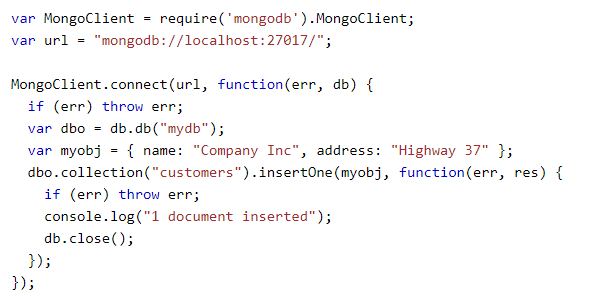 var MongoClient = require('mongodb').MongoClient;
var url = "mongodb://localhost:27017/";

MongoClient.connect(url, function(err, db) {
  if (err) throw err;
  var dbo = db.db("mydb");
  var myobj = { name: "Company Inc", address: "Highway 37" };
  dbo.collection("customers").insertOne(myobj, function(err, res) {
    if (err) throw err;
    console.log("1 document inserted");
    db.close();
  });
});